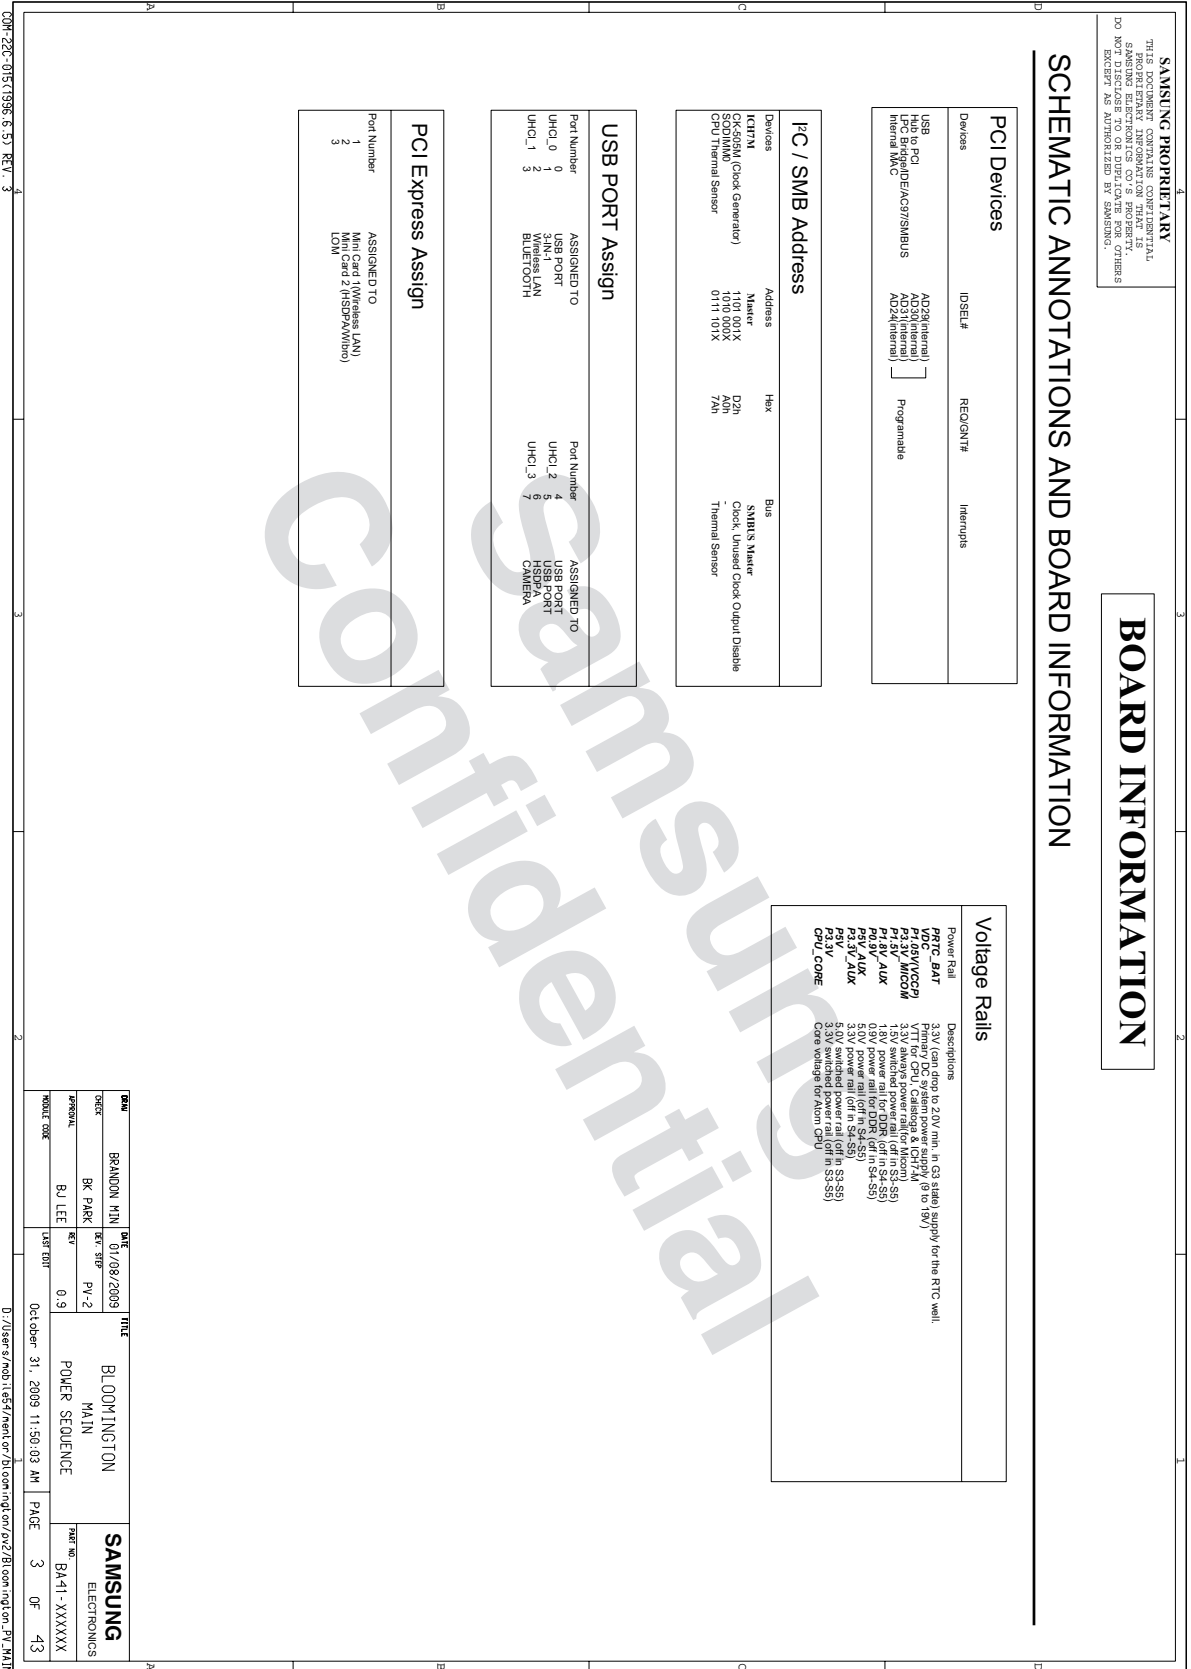 SAMSUNG PROPRIETARY
THIS DOCUMENT CONTAINS CONFIDENTIAL
PROPRIETARY INFORMATION THAT IS
SAMSUNG ELECTRONICS CO'S PROPERTY.
DO NOT DISCLOSE TO OR DUPLICATE FOR OTHERS
EXCEPT AS AUTHORIZED BY SAMSUNG.
4
3
2
1
BOARD INFORMATION
D
C
B
A
SCHEMATIC ANNOTATIONS AND BOARD INFORMATION
PCI Devices
Devices IDSEL# REQ/GNT# Interrupts
USB AD29(internal)
Hub to PCI AD30(internal)
LPC Bridge/IDE/AC97/SMBUS AD31(internal)
Internal MAC AD24(internal)
Programable
I²C / SMB Address
Devices Address Hex Bus
ICH7M Master SMBUS Master
CK-505M (Clock Generator) 1101 001X D2h Clock, Unused Clock Output Disable
SODIMM0 1010 000X A0h -
CPU Thermal Sensor 0111 101X 7Ah Thermal Sensor
USB PORT Assign
Port Number ASSIGNED TO Port Number ASSIGNED TO
UHCI_0 0 USB PORT UHCI_2 4 USB PORT
1 3-IN-1 5 USB PORT
UHCI_1 2 Wireless LAN UHCI_3 6 HSDPA
3 BLUETOOTH 7 CAMERA
PCI Express Assign
Port Number ASSIGNED TO
1 Mini Card 1(Wireless LAN)
2 Mini Card 2 (HSDPA/Wibro)
3 LOM
Voltage Rails
Power Rail Descriptions
PRTC_BAT 3.3V (can drop to 2.0V min. in G3 state) supply for the RTC well.
VDC Primary DC system power supply (9 to 19V)
P1.05V(VCCP) VTT for CPU, Calistoga & ICH7-M
P3.3V_MICOM 3.3V always power rail(for Micom)
P1.5V 1.5V switched power rail (off in S3-S5)
P1.8V_AUX 1.8V power rail for DDR (off in S4-S5)
P0.9V 0.9V power rail for DDR (off in S4-S5)
P5V_AUX 5.0V power rail (off in S4-S5)
P3.3V_AUX 3.3V power rail (off in S4-S5)
P5V 5.0V switched power rail (off in S3-S5)
P3.3V 3.3V switched power rail (off in S3-S5)
CPU_CORE Core voltage for Atom CPU
Samsung
Confidential
DRAW BRANDON MIN DATE 01/08/2009 TITLE BLOOMINGTON
CHECK BK PARK DEV. STEP PV-2 MAIN
APPROVAL BJ LEE REV 0.9 POWER SEQUENCE
MODULE CODE LAST EDIT October 31, 2009 11:50:03 AM PAGE 3 OF 43
SAMSUNG
ELECTRONICS
PART NO. BA41-XXXXXX
4
3
2
1
COM-22C-015(1996.6.5) REV. 3
D:/Users/mobile54/mentor/bloomington/pv2/Bloomington_PV_MAIN